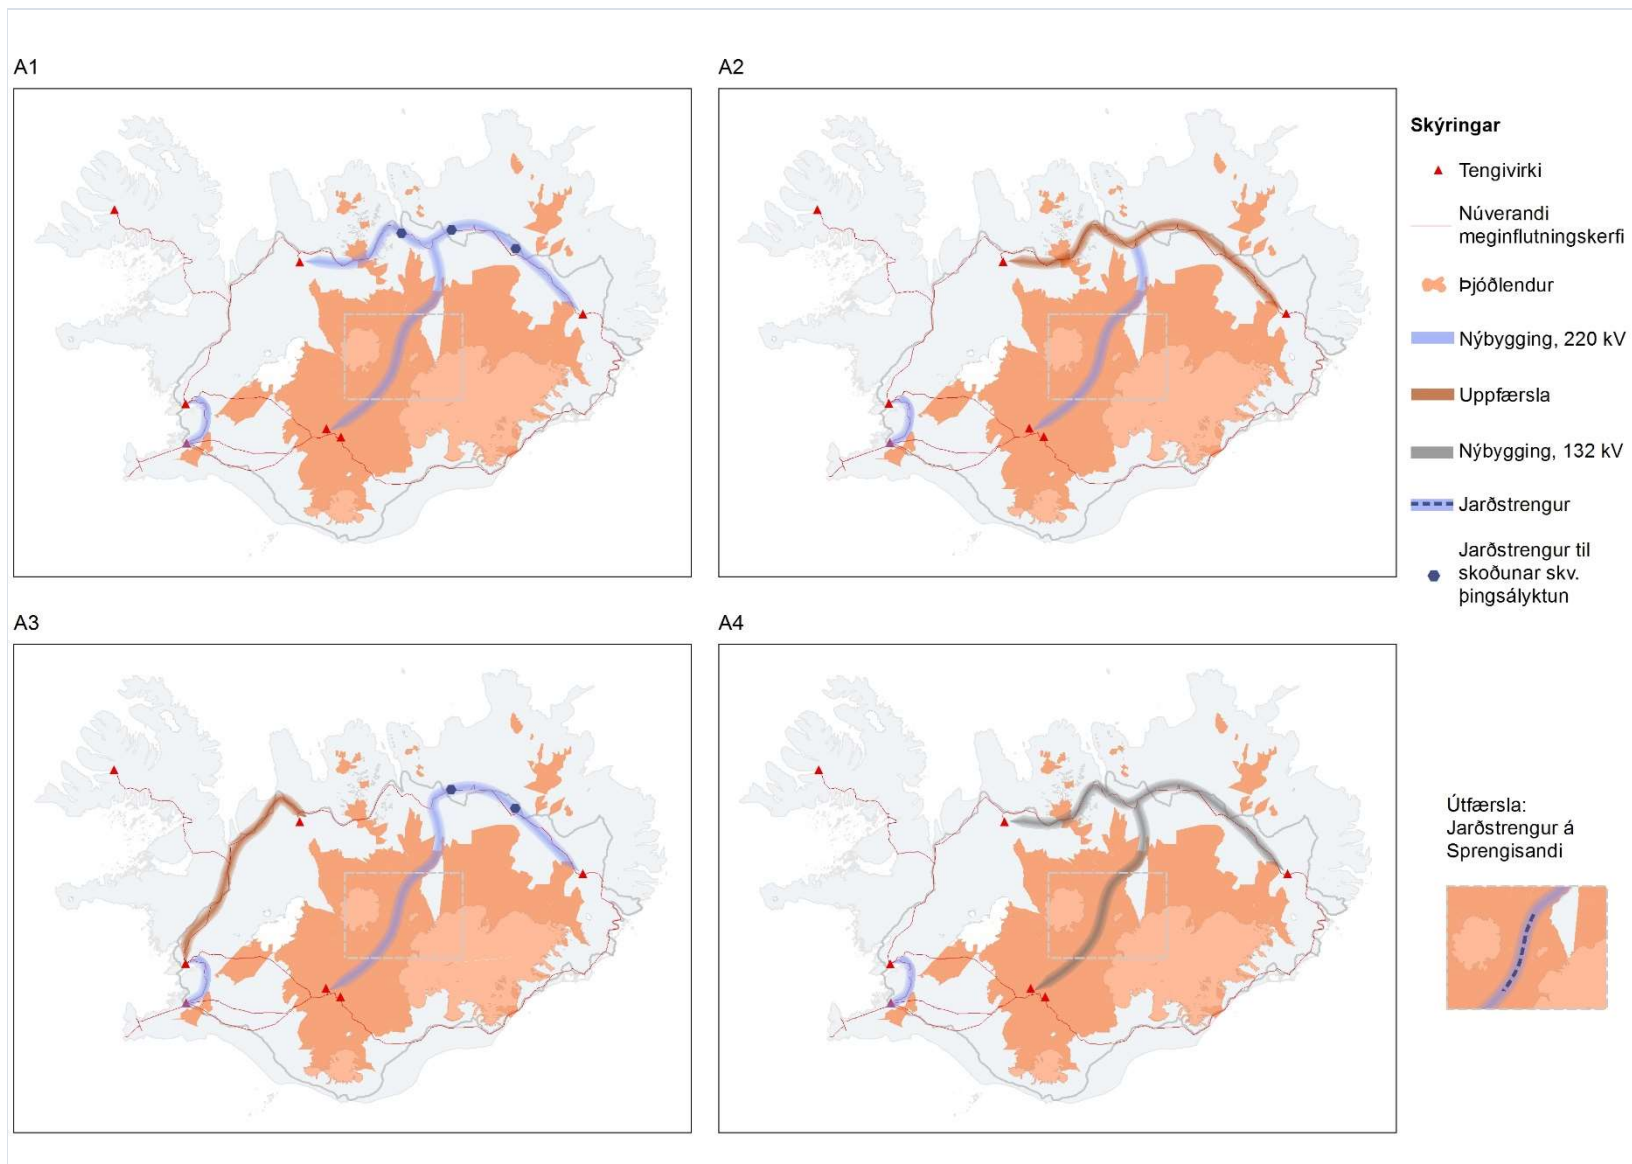 A1
A2
Skýringar
Tengivirki
Núverandi
meginflutningskerfi
Þjóðlendur
Nýbygging, 220 kV
Uppfærsla
Nýbygging, 132 kV
Jarðstrengur
Jarðstrengur til
skoðunar skv.
þingsályktun
A3
A4
Útfærsla:
Jarðstrengur á
Sprengisandi